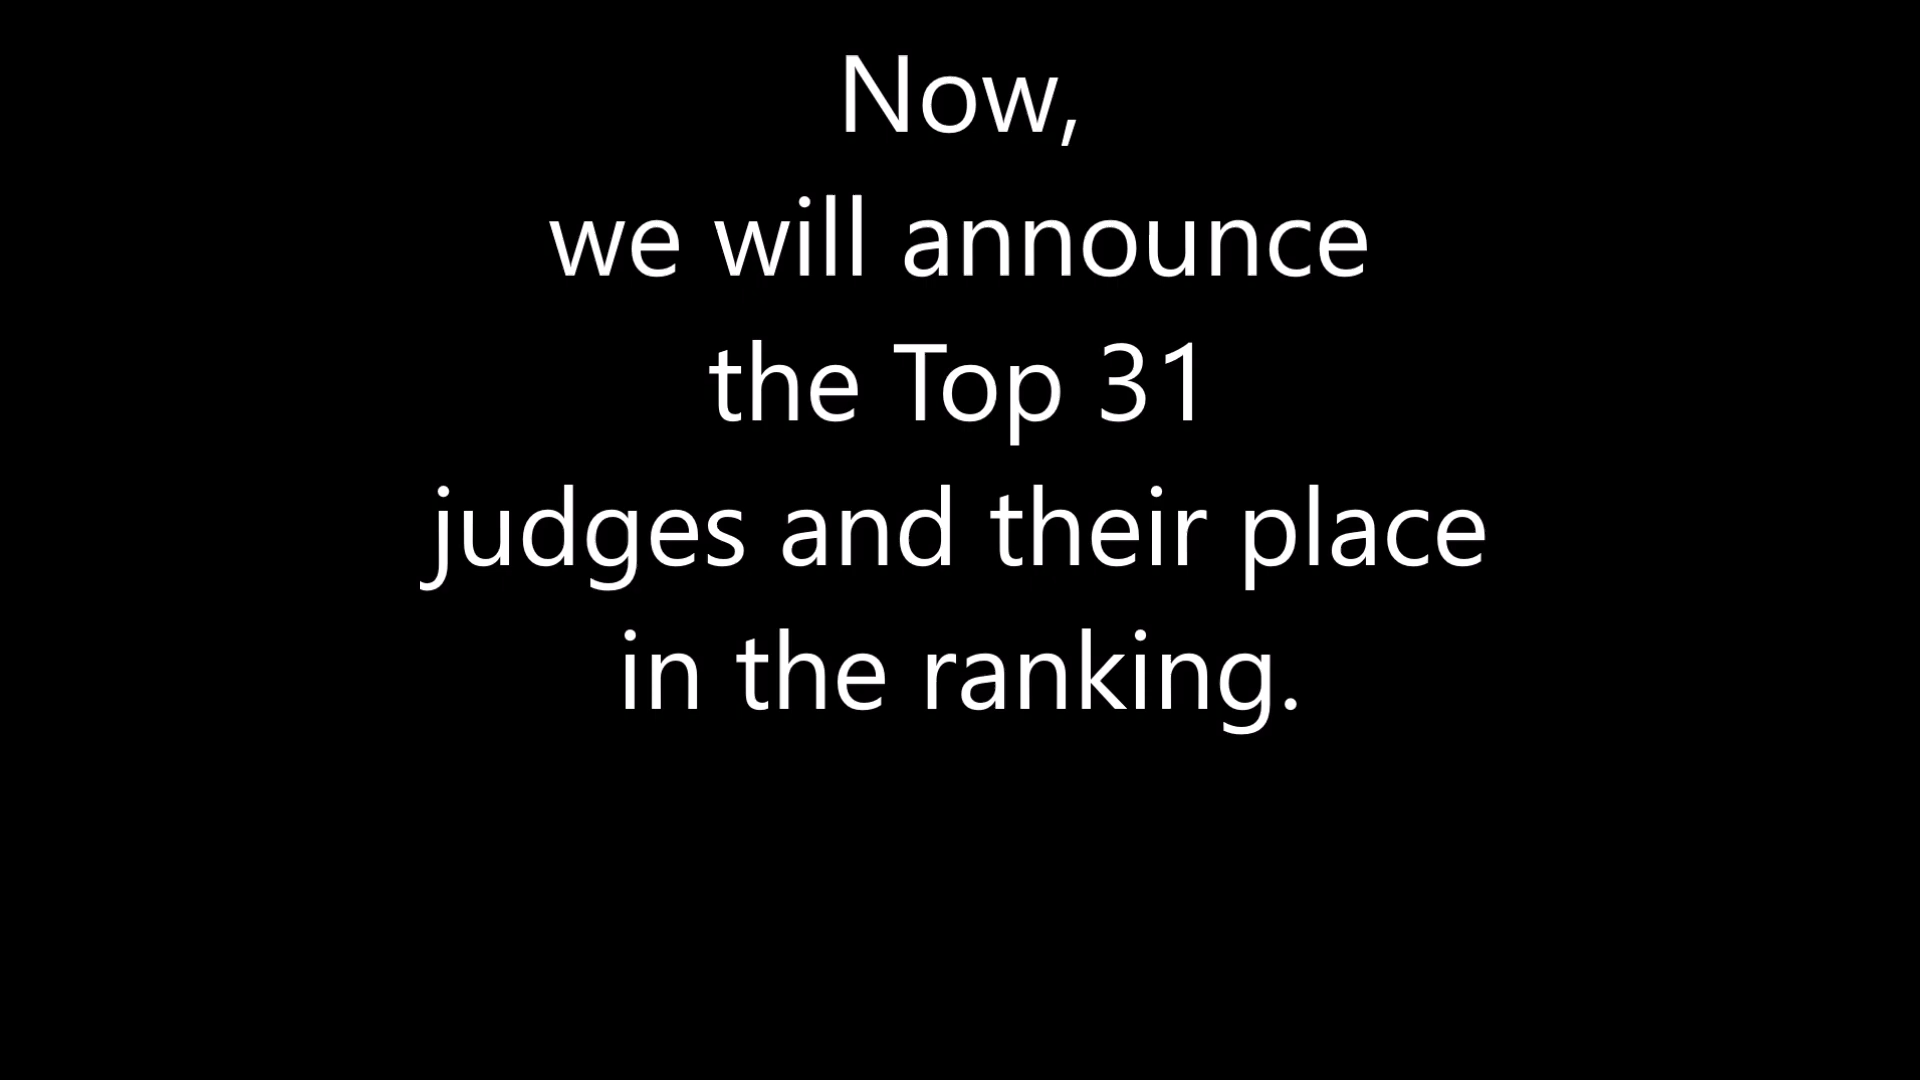 Now,
we will announce
the Top 31
judges and their place
in the ranking.